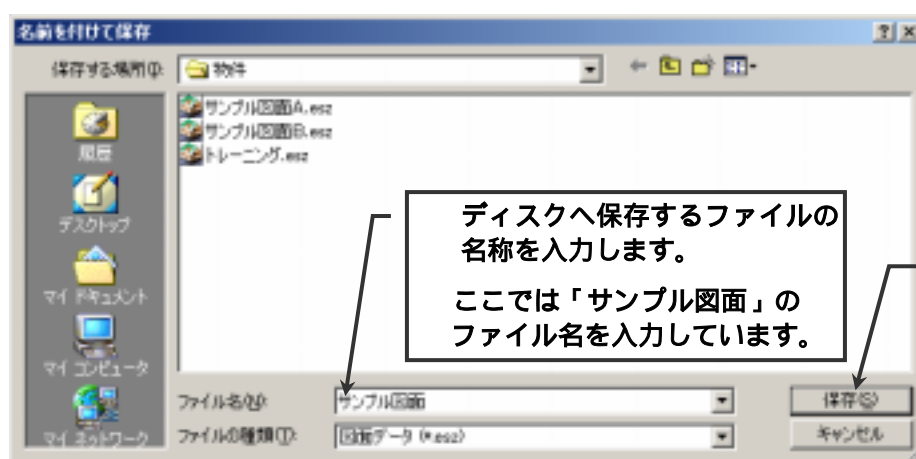 名前を付けて保存
保存する場所(I):
物件
サンプル図面A.esz
サンプル図面B.esz
トレーニング.esz
履歴
デスクトップ
マイ ドキュメント
マイ コンピュータ
マイ ネットワーク
ディスクへ保存するファイルの
名称を入力します。
ここでは「サンプル図面」の
ファイル名を入力しています。
ファイル名(N):
サンプル図面
保存(S)
ファイルの種類(T):
図面データ (*.esz)
キャンセル